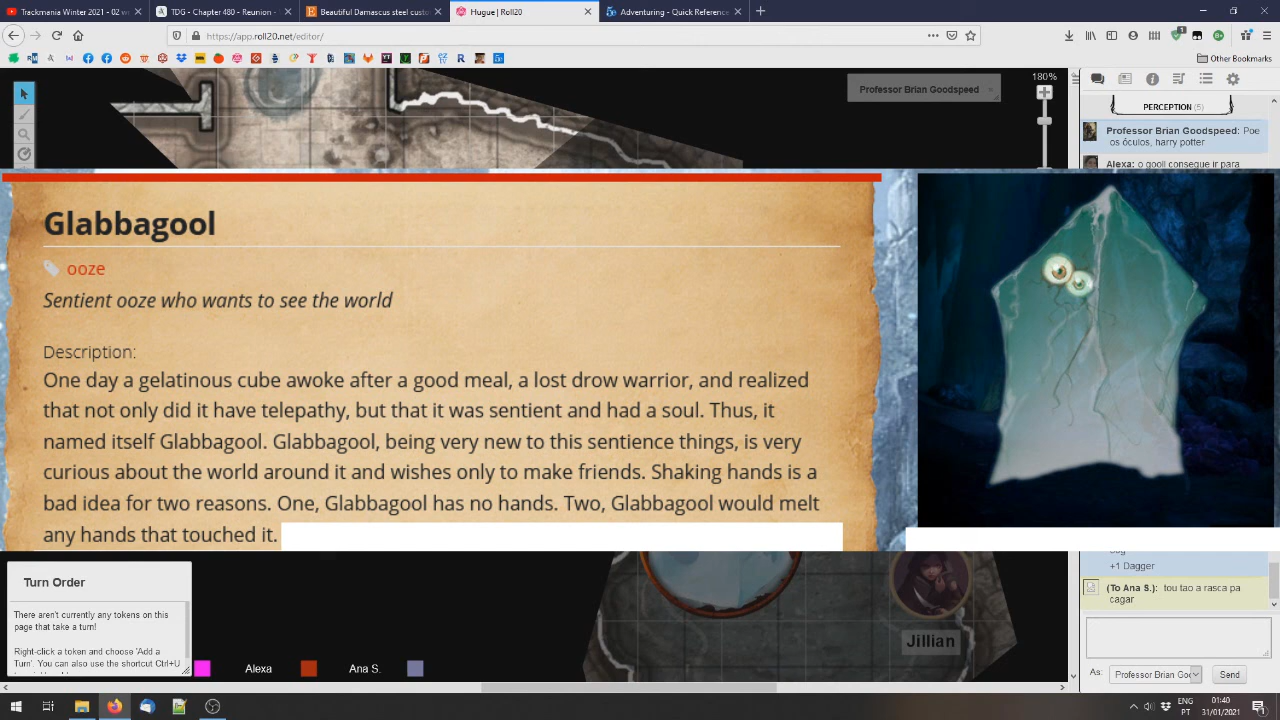 Trackmania Winter 2021 - 02 w
TDG - Chapter 480 - Reunion -
Beautiful Damascus steel custo
Hugue | Roll20
Adventuring - Quick Reference
https://app.roll20.net/editor/
Other Bookmarks
Professor Brian Goodspeed
180%
PERCEPTION (5)
Professor Brian Goodspeed: Poe
os óculos, harry potter
Alexa: o gooll consegue ir para
Glabbagool
ooze
Sentient ooze who wants to see the world
Description:
One day a gelatinous cube awoke after a good meal, a lost drow warrior, and realized
that not only did it have telepathy, but that it was sentient and had a soul. Thus, it
named itself Glabbagool. Glabbagool, being very new to this sentience things, is very
curious about the world around it and wishes only to make friends. Shaking hands is a
bad idea for two reasons. One, Glabbagool has no hands. Two, Glabbagool would melt
any hands that touched it.
+1 Dagger
(To Ana S.): tou tao a rasca pa
cagar
Turn Order
There aren't currently any tokens on this
page that take a turn!
Right-click a token and choose 'Add a
Turn'. You can also use the shortcut Ctrl+U
Alexa
Ana S.
Jillian
As:
Professor Brian Goo
Send
EN
PT
01:40
31/01/2021